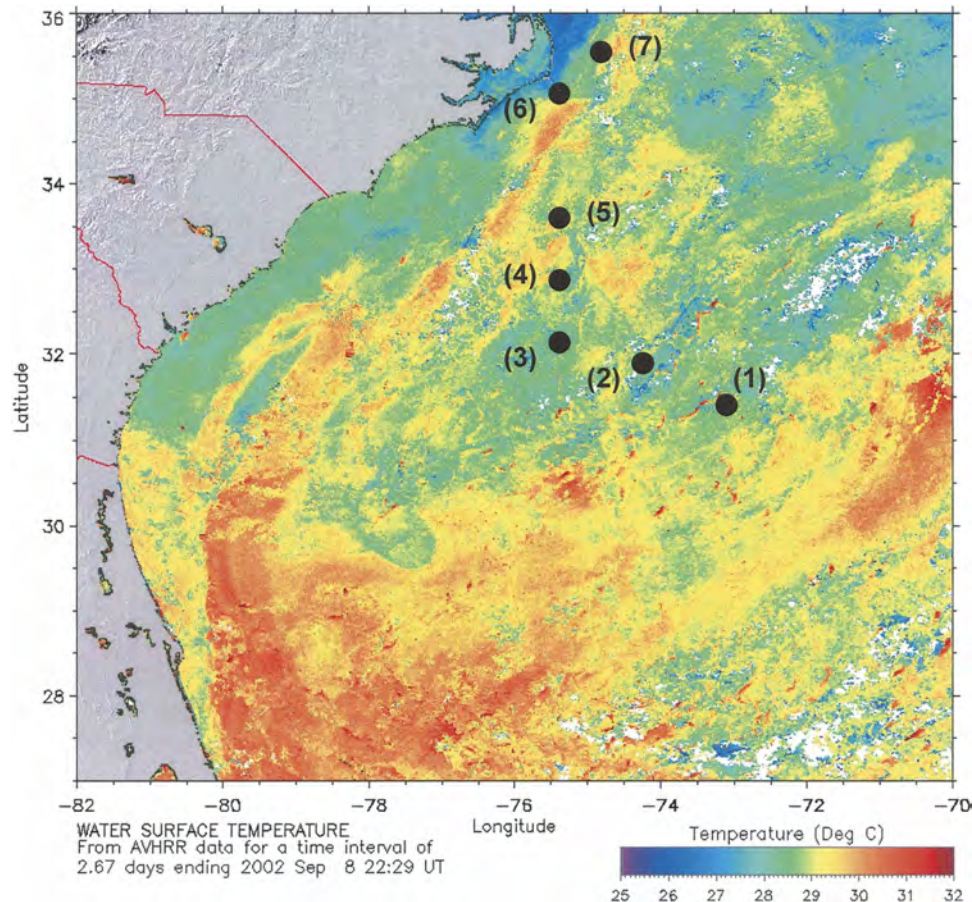 36
(7)
(6)
34
(5)
(4)
(3)
(2)
(1)
32
30
28
Latitude
-82
-80
-78
-76
-74
-72
-70
Longitude
WATER SURFACE TEMPERATURE
From AVHRR data for a time interval of
2.67 days ending 2002 Sep 8 22:29 UT
Temperature (Deg C)
25 26 27 28 29 30 31 32